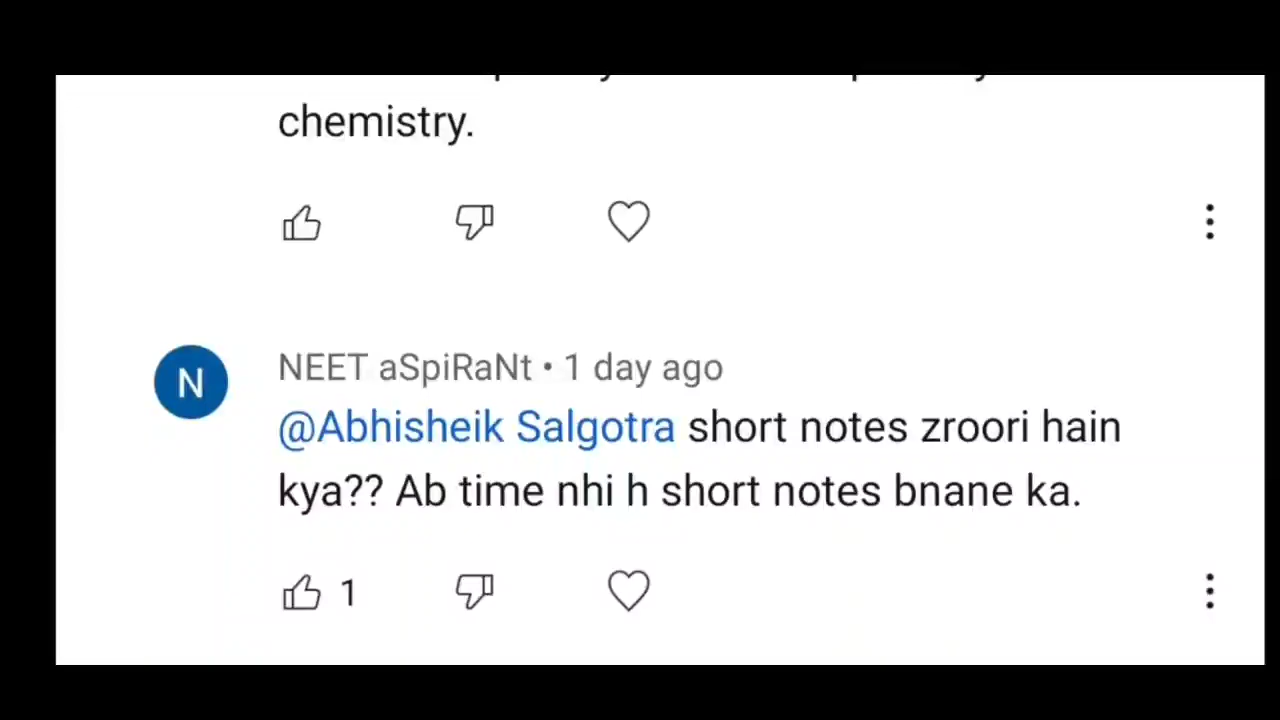 chemistry.
N
NEET aSpiRaNt • 1 day ago
@Abhisheik Salgotra short notes zroori hain
kya?? Ab time nhi h short notes bnane ka.
1